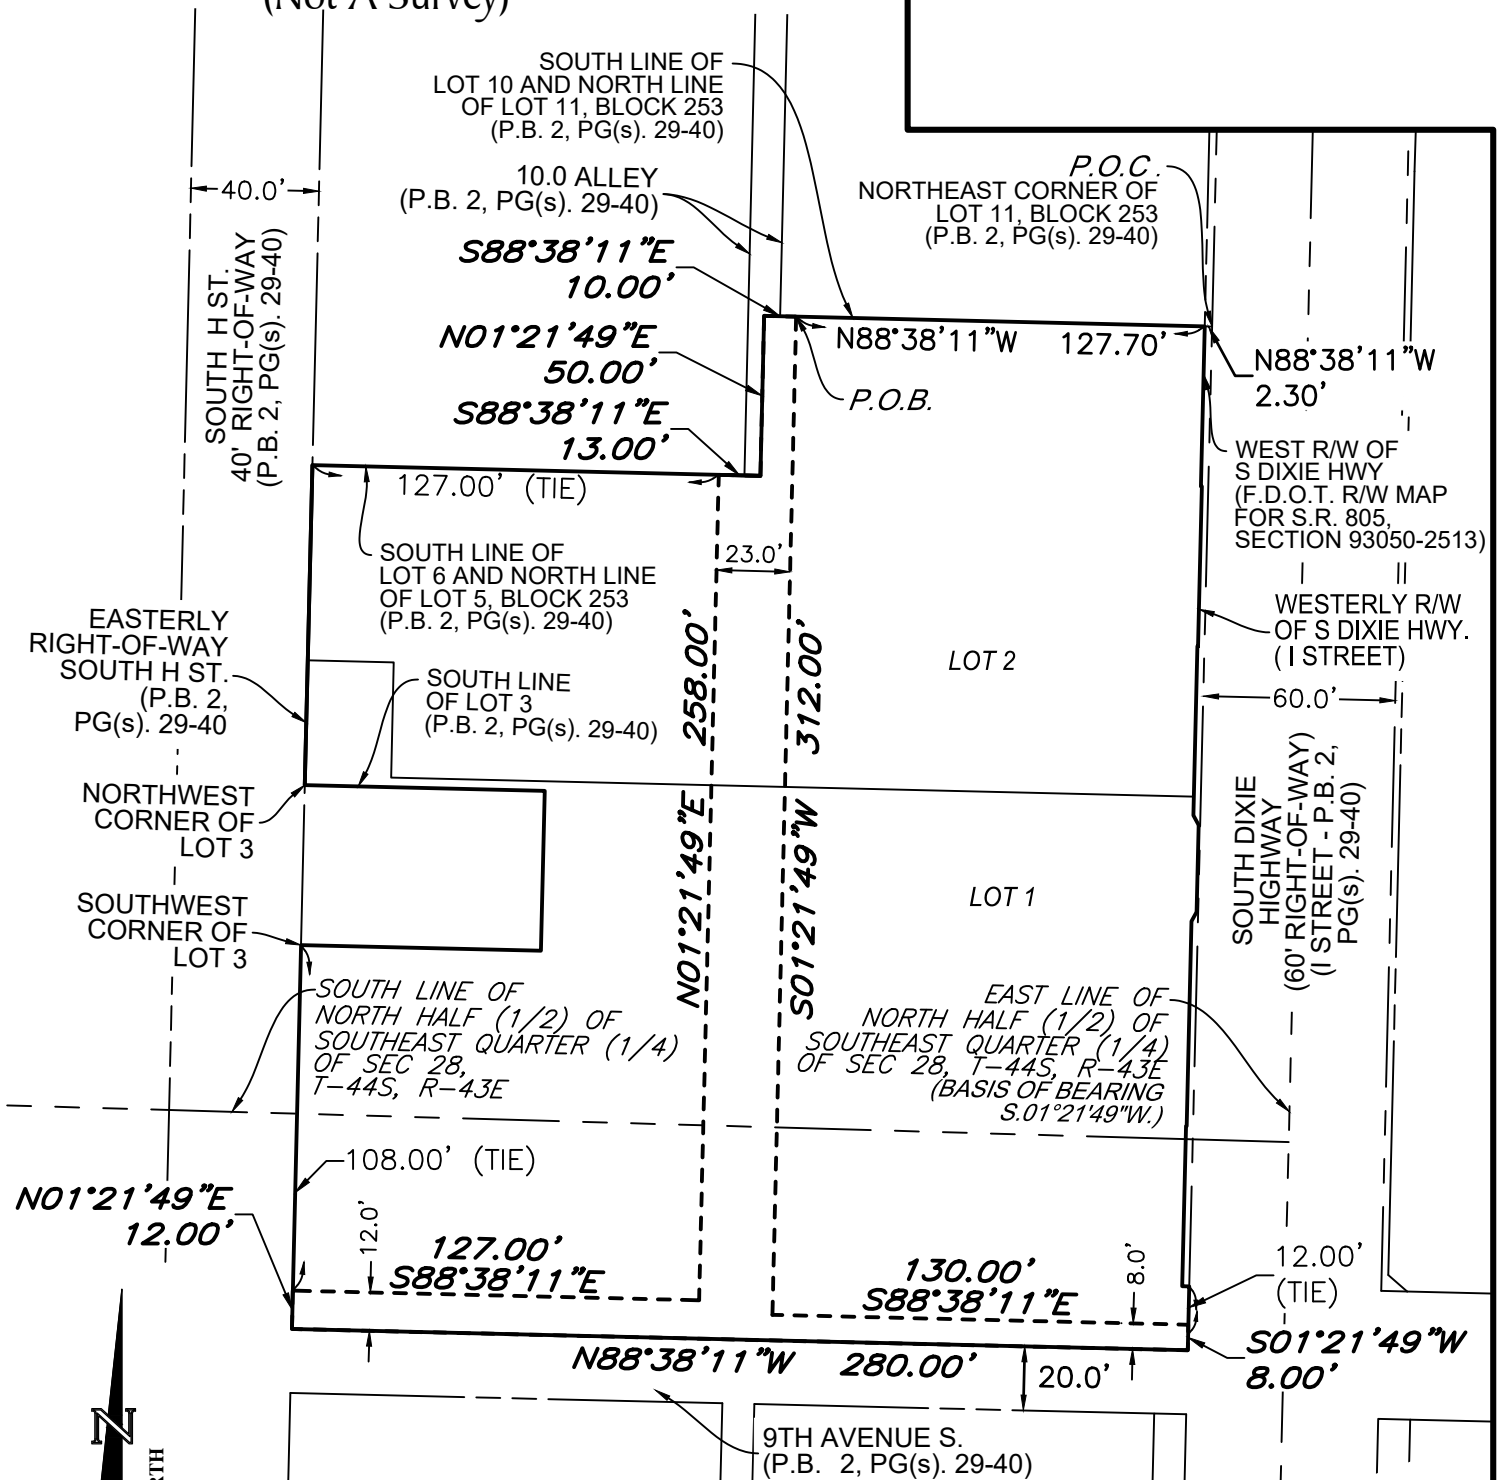 (Not A Survey)
SOUTH LINE OF
LOT 10 AND NORTH LINE
OF LOT 11, BLOCK 253
(P.B. 2, PG(s). 29-40)
10.0 ALLEY
(P.B. 2, PG(s). 29-40)
P.O.C.
NORTHEAST CORNER OF
LOT 11, BLOCK 253
(P.B. 2, PG(s). 29-40)
40.0'
SOUTH H ST.
40' RIGHT-OF-WAY
(P.B. 2, PG(s). 29-40)
S88°38'11"E
10.00'
N01°21'49"E
50.00'
S88°38'11"E
13.00'
N88°38'11"W 127.70'
P.O.B.
N88°38'11"W
2.30'
WEST R/W OF
S DIXIE HWY
(F.D.O.T. R/W MAP
FOR S.R. 805,
SECTION 93050-2513)
127.00' (TIE)
SOUTH LINE OF
LOT 6 AND NORTH LINE
OF LOT 5, BLOCK 253
(P.B. 2, PG(s). 29-40)
23.0'
WESTERLY R/W
OF S DIXIE HWY.
( I STREET)
EASTERLY
RIGHT-OF-WAY
SOUTH H ST.
(P.B. 2,
PG(s). 29-40
SOUTH LINE
OF LOT 3
(P.B. 2, PG(s). 29-40)
N01°21'49"E 258.00'
S01°21'49"W 312.00'
LOT 2
60.0'
NORTHWEST
CORNER OF
LOT 3
SOUTH DIXIE
HIGHWAY
(60' RIGHT-OF-WAY)
(I STREET - P.B. 2,
PG(s). 29-40)
SOUTHWEST
CORNER OF
LOT 3
LOT 1
SOUTH LINE OF
NORTH HALF (1/2) OF
SOUTHEAST QUARTER (1/4)
OF SEC 28,
T-44S, R-43E
EAST LINE OF
NORTH HALF (1/2) OF
SOUTHEAST QUARTER (1/4)
OF SEC 28, T-44S, R-43E
(BASIS OF BEARING
S.01°21'49"W.)
108.00' (TIE)
N01°21'49"E
12.00'
12.0'
127.00'
S88°38'11"E
130.00'
S88°38'11"E
8.0'
12.00'
(TIE)
S01°21'49"W
8.00'
N88°38'11"W 280.00'
20.0'
9TH AVENUE S.
(P.B. 2, PG(s). 29-40)
N